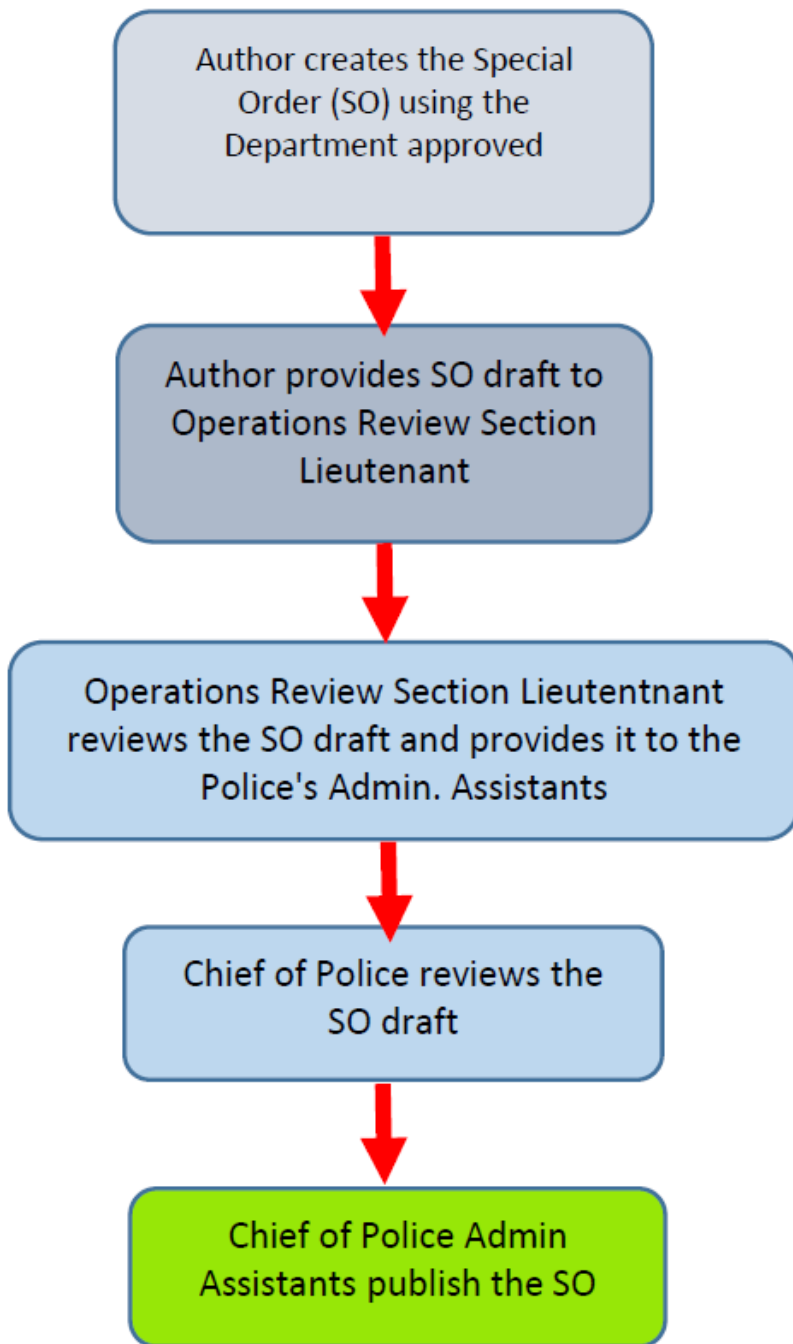 Author creates the Special
Order (SO) using the
Department approved
Author provides SO draft to
Operations Review Section
Lieutenant
Operations Review Section Lieutentnant
reviews the SO draft and provides it to the
Police's Admin. Assistants
Chief of Police reviews the
SO draft
Chief of Police Admin
Assistants publish the SO